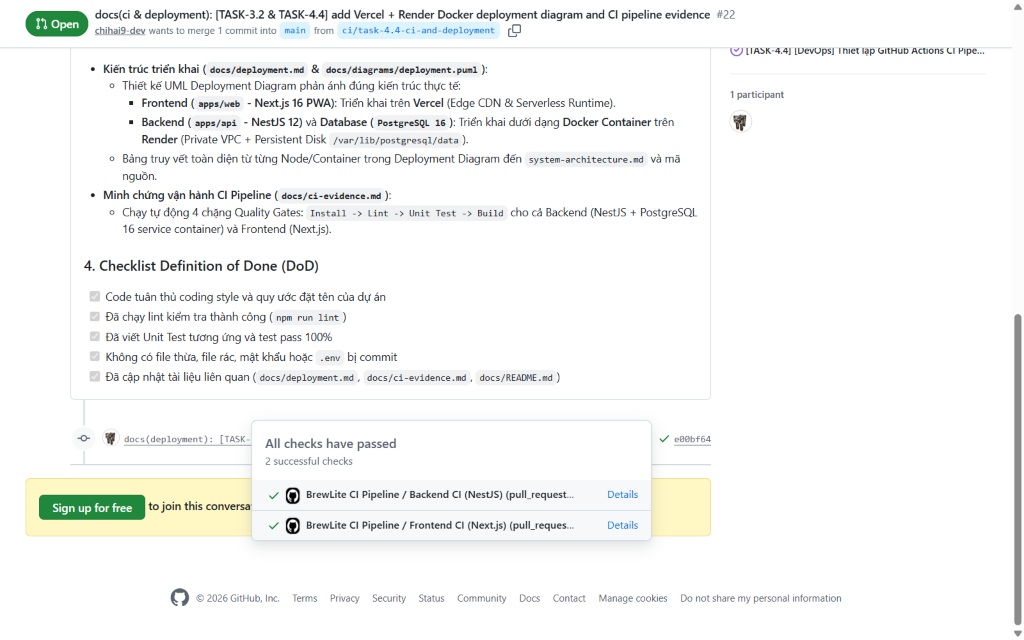 Open
docs(ci & deployment): [TASK-3.2 & TASK-4.4] add Vercel + Render Docker deployment diagram and CI pipeline evidence #22
chihai9-dev wants to merge 1 commit into main from ci/task-4.4-ci-and-deployment
[TASK-4.4] [DevOps] Thiết lập GitHub Actions CI Pipe...
1 participant
• Kiến trúc triển khai ( docs/deployment.md & docs/diagrams/deployment.puml ):
Thiết kế UML Deployment Diagram phản ánh đúng kiến trúc thực tế:
Frontend ( apps/web - Next.js 16 PWA): Triển khai trên Vercel (Edge CDN & Serverless Runtime).
Backend ( apps/api - NestJS 12) và Database ( PostgreSQL 16 ): Triển khai dưới dạng Docker Container trên
Render (Private VPC + Persistent Disk /var/lib/postgresql/data ).
Bảng truy vết toàn diện từ từng Node/Container trong Deployment Diagram đến system-architecture.md và mã
nguồn.
• Minh chứng vận hành CI Pipeline ( docs/ci-evidence.md ):
Chạy tự động 4 chặng Quality Gates: Install -> Lint -> Unit Test -> Build cho cả Backend (NestJS + PostgreSQL
16 service container) và Frontend (Next.js).
4. Checklist Definition of Done (DoD)
Code tuân thủ coding style và quy ước đặt tên của dự án
Đã chạy lint kiểm tra thành công ( npm run lint )
Đã viết Unit Test tương ứng và test pass 100%
Không có file thừa, file rác, mật khẩu hoặc .env bị commit
Đã cập nhật tài liệu liên quan ( docs/deployment.md , docs/ci-evidence.md , docs/README.md )
docs(deployment): [TASK-
e00bf64
All checks have passed
2 successful checks
BrewLite CI Pipeline / Backend CI (NestJS) (pull_request... Details
BrewLite CI Pipeline / Frontend CI (Next.js) (pull_reques... Details
Sign up for free to join this conversa
© 2026 GitHub, Inc. Terms Privacy Security Status Community Docs Contact Manage cookies Do not share my personal information